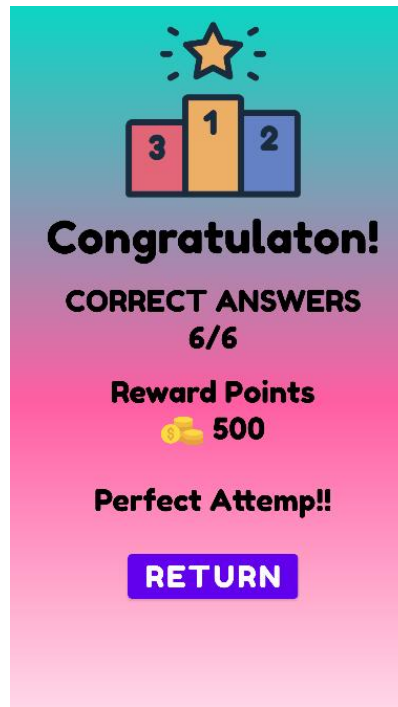 3 1 2
Congratulaton!
CORRECT ANSWERS
6/6
Reward Points
$ 500
Perfect Attemp!!
RETURN